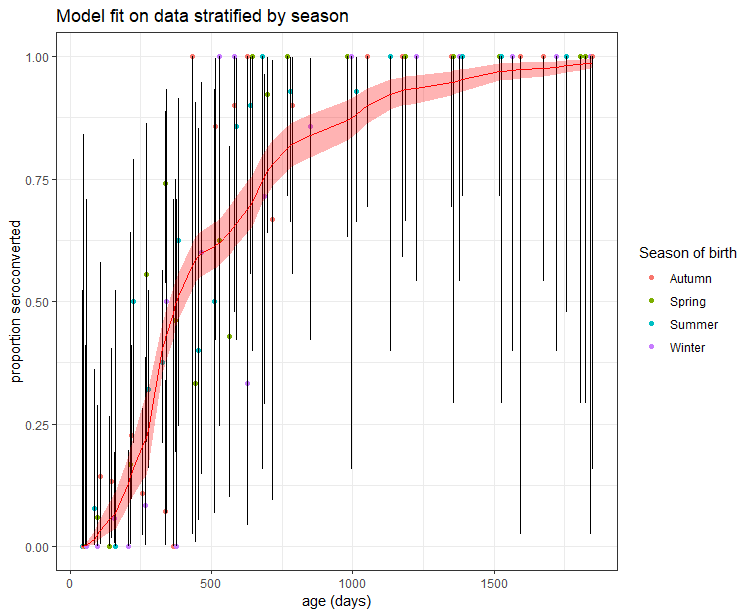 Model fit on data stratified by season
1.00
0.75
0.50
0.25
0.00
proportion seroconverted
0
500
1000
1500
age (days)
Season of birth
Autumn
Spring
Summer
Winter